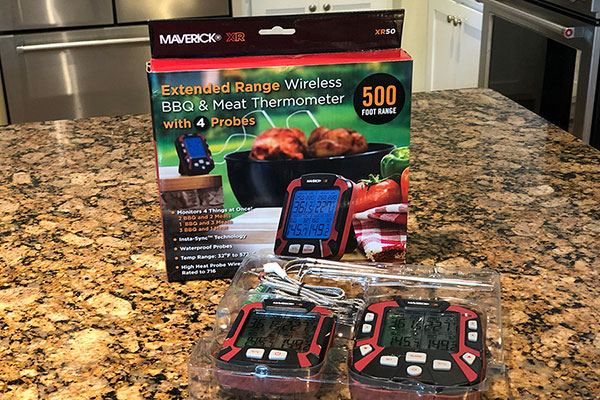 MAVERICK® XR
XR50
Extended Range Wireless
BBQ & Meat Thermometer
with 4 Probes
500
FOOT RANGE
MAVERICK
• Monitors 4 Things at Once!
2 BBQ and 2 Meats
1 BBQ and 3 Meats
3 BBQ and 1
• Insta-Sync™ Technology
• Waterproof Probes
• Temp Range: 32°F to 57
• High Heat Probe Wire
Rated to 716
MAVERICK
MAVERICK